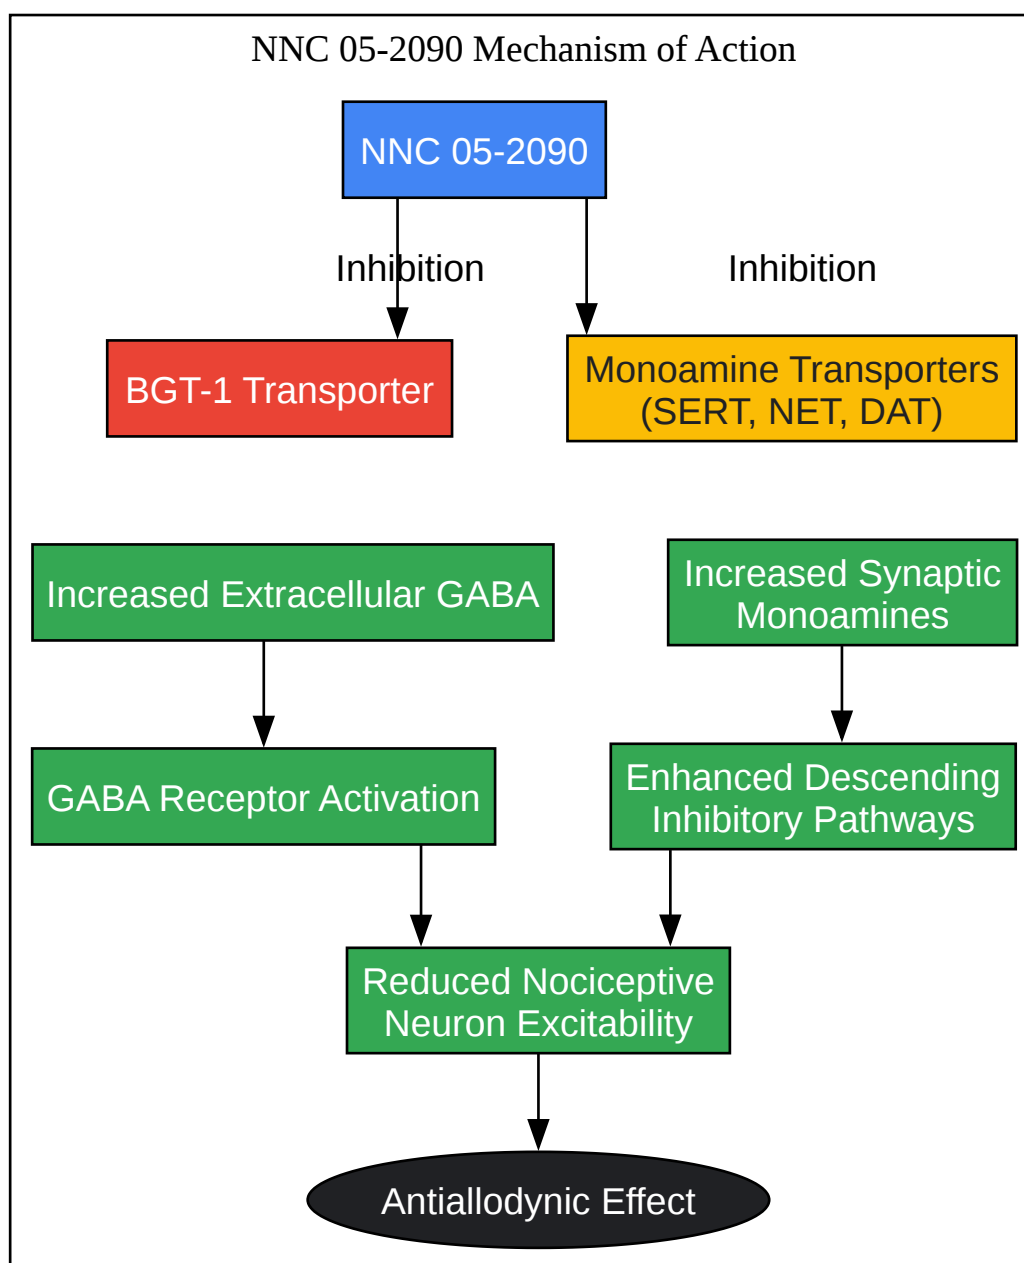 NNC 05-2090 Mechanism of Action
NNC 05-2090
Inhibition
Inhibition
BGT-1 Transporter
Monoamine Transporters
(SERT, NET, DAT)
Increased Extracellular GABA
Increased Synaptic
Monoamines
GABA Receptor Activation
Enhanced Descending
Inhibitory Pathways
Reduced Nociceptive
Neuron Excitability
Antiallodynic Effect